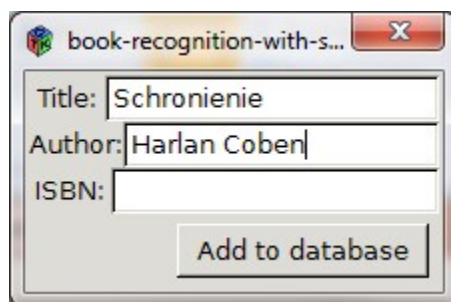 book-recognition-with-s...
Title: Schronienie
Author: Harlan Coben
ISBN:
Add to database